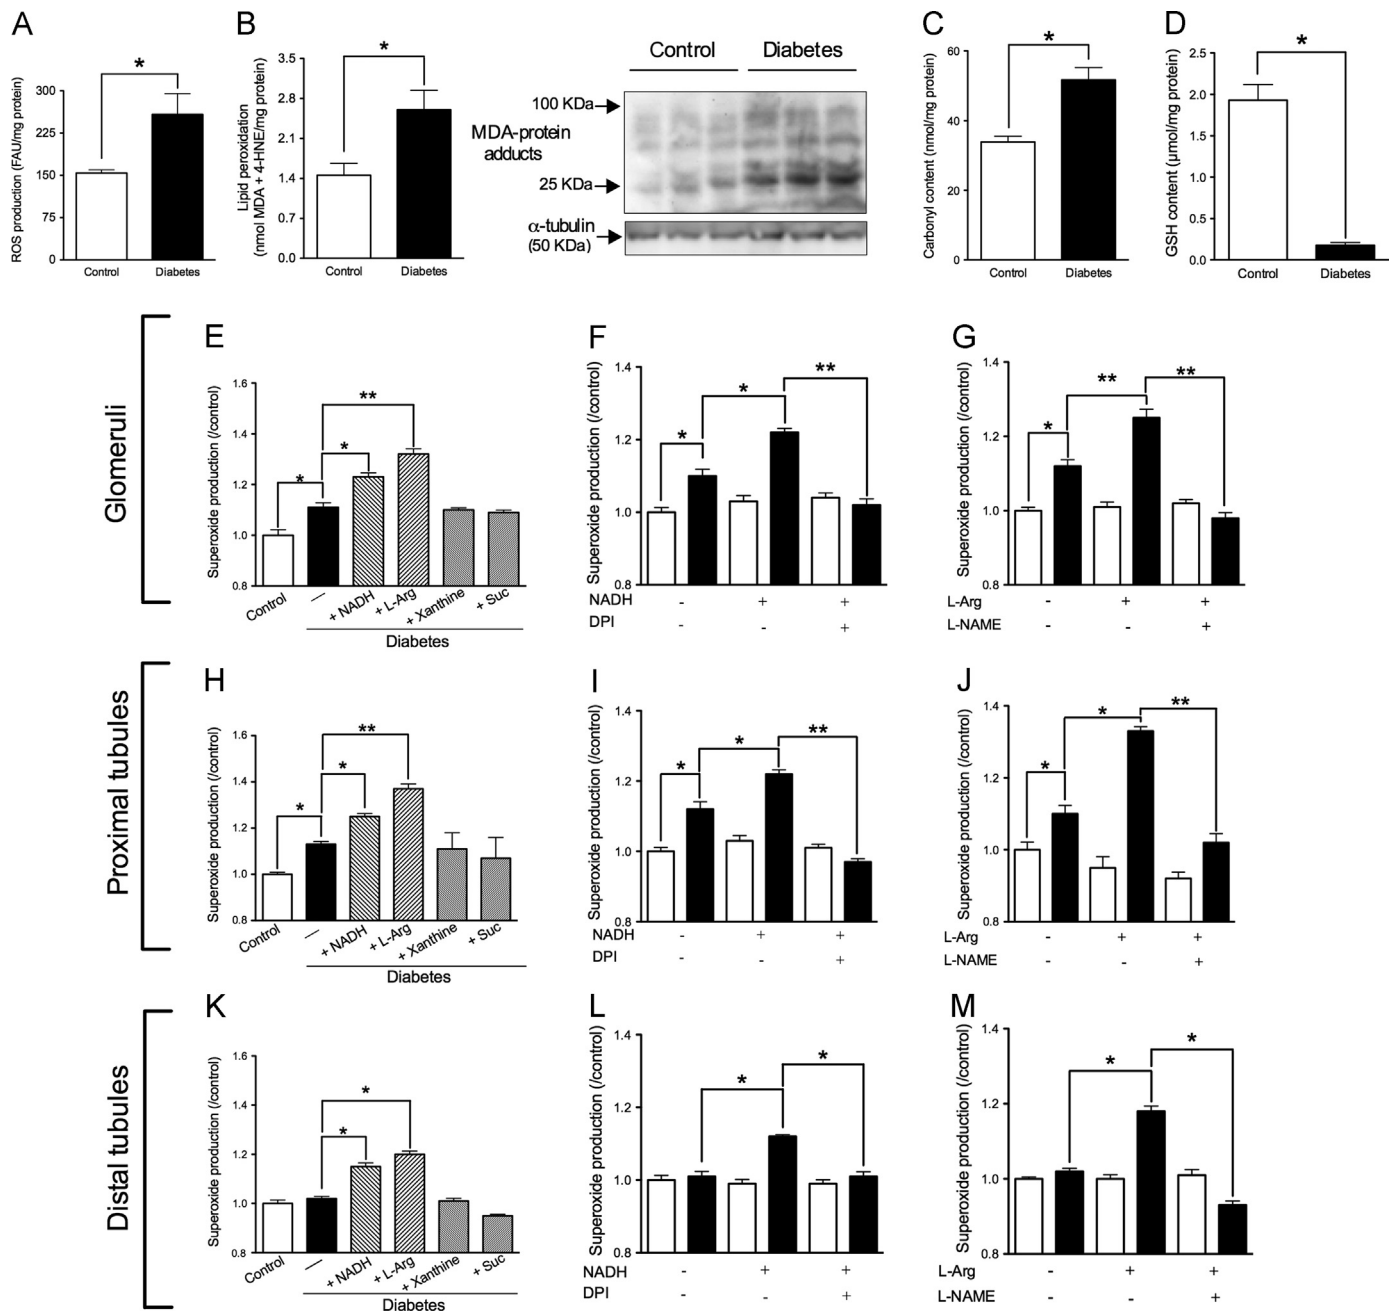 A
ROS production (FAU/mg protein)
300
225
150
75
0
Control
Diabetes
*
B
Lipid peroxidation
(nmol MDA + 4-HNE/mg protein)
3.5
2.8
2.1
1.4
0.7
0.0
Control
Diabetes
*
Control
Diabetes
100 KDa
MDA-protein
adducts
25 KDa
α-tubulin
(50 KDa)
C
Carbonyl content (nmol/mg protein)
60
40
20
0
Control
Diabetes
*
D
GSH content (µmol/mg protein)
2.5
2.0
1.5
1.0
0.5
0.0
Control
Diabetes
*
Glomeruli
E
Superoxide production (/control)
1.6
1.4
1.2
1.0
0.8
*
*
**
Control
—
+ NADH
+ L-Arg
+ Xanthine
+ Suc
Diabetes
F
Superoxide production (/control)
1.4
1.2
1.0
0.8
*
*
**
NADH - + +
DPI - - +
G
Superoxide production (/control)
1.4
1.2
1.0
0.8
*
**
**
L-Arg - + +
L-NAME - - +
Proximal tubules
H
Superoxide production (/control)
1.6
1.4
1.2
1.0
0.8
*
*
**
Control
—
+ NADH
+ L-Arg
+ Xanthine
+ Suc
Diabetes
I
Superoxide production (/control)
1.4
1.2
1.0
0.8
*
*
**
NADH - + +
DPI - - +
J
Superoxide production (/control)
1.4
1.2
1.0
0.8
*
*
**
L-Arg - + +
L-NAME - - +
Distal tubules
K
Superoxide production (/control)
1.6
1.4
1.2
1.0
0.8
*
*
Control
—
+ NADH
+ L-Arg
+ Xanthine
+ Suc
Diabetes
L
Superoxide production (/control)
1.4
1.2
1.0
0.8
*
*
NADH - + +
DPI - - +
M
Superoxide production (/control)
1.4
1.2
1.0
0.8
*
*
L-Arg - + +
L-NAME - - +